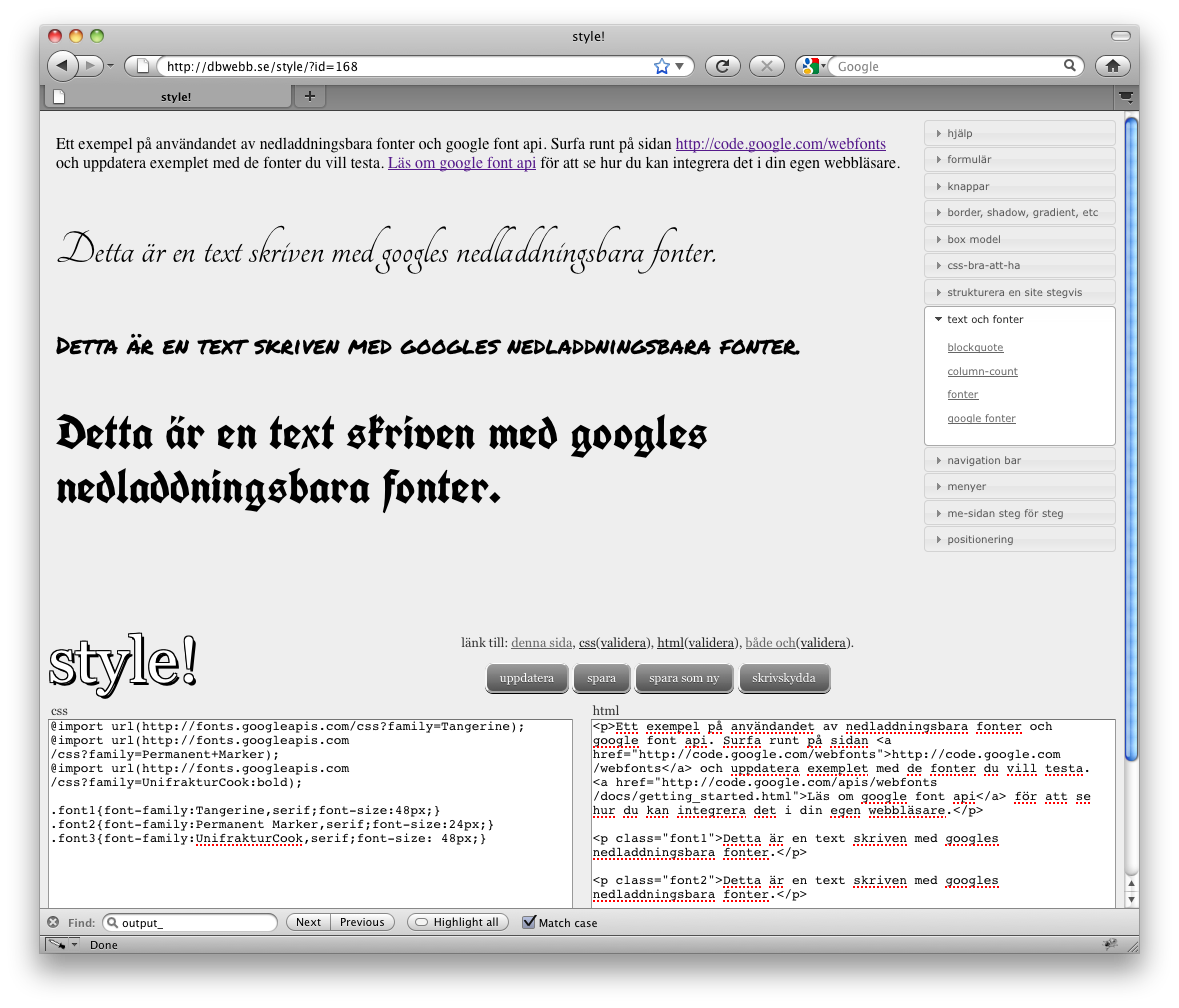 style!
http://dbwebb.se/style/?id=168
Google
style!
Ett exempel på användandet av nedladdningsbara fonter och google font api. Surfa runt på sidan http://code.google.com/webfonts
och uppdatera exemplet med de fonter du vill testa. Läs om google font api för att se hur du kan integrera det i din egen webbläsare.
Detta är en text skriven med googles nedladdningsbara fonter.
Detta är en text skriven med googles nedladdningsbara fonter.
Detta är en text skriven med googles
nedladdningsbara fonter.
hjälp
formulär
knappar
border, shadow, gradient, etc
box model
css-bra-att-ha
strukturera en site stegvis
text och fonter
blockquote
column-count
fonter
google fonter
navigation bar
menyer
me-sidan steg för steg
positionering
style!
länk till: denna sida, css(validera), html(validera), både och(validera).
uppdatera spara spara som ny skrivskydda
css
@import url(http://fonts.googleapis.com/css?family=Tangerine);
@import url(http://fonts.googleapis.com
/css?family=Permanent+Marker);
@import url(http://fonts.googleapis.com
/css?family=UnifrakturCook:bold);
.font1{font-family:Tangerine,serif;font-size:48px;}
.font2{font-family:Permanent Marker,serif;font-size:24px;}
.font3{font-family:UnifrakturCook,serif;font-size: 48px;}
html
<p>Ett exempel på användandet av nedladdningsbara fonter och
google font api. Surfa runt på sidan <a
href="http://code.google.com/webfonts">http://code.google.com
/webfonts</a> och uppdatera exemplet med de fonter du vill testa.
<a href="http://code.google.com/apis/webfonts
/docs/getting_started.html">Läs om google font api</a> för att se
hur du kan integrera det i din egen webbläsare.</p>
<p class="font1">Detta är en text skriven med googles
nedladdningsbara fonter.</p>
<p class="font2">Detta är en text skriven med googles
nedladdningsbara fonter.</p>
Find: output_ Next Previous Highlight all Match case
Done